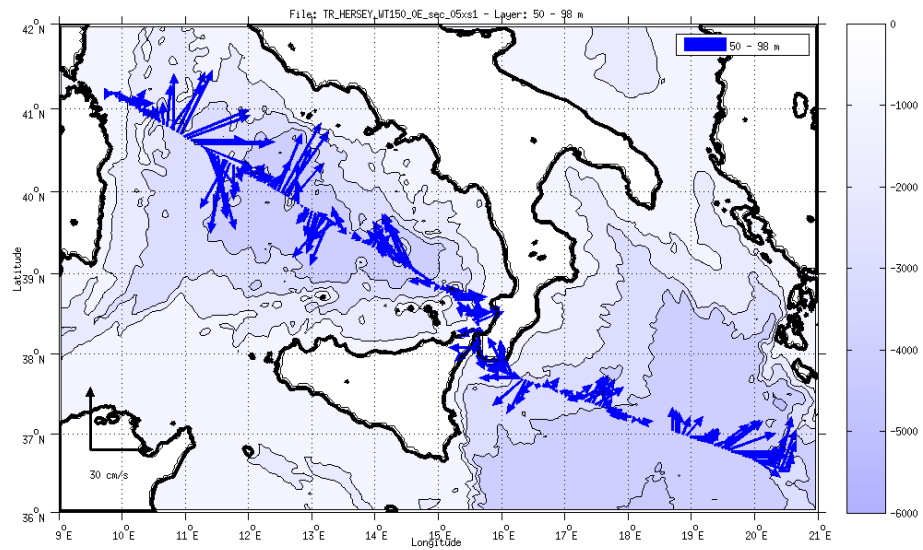 File: TR_HERSEY_WT150_OE_sec_05xs1 - Layer: 50 - 98 m
50 - 98 m
42°N
41°N
40°N
39°N
38°N
37°N
36°N
Latitude
30 cm/s
9°E 10°E 11°E 12°E 13°E 14°E 15°E 16°E 17°E 18°E 19°E 20°E 21°E
Longitude
0
-1000
-2000
-3000
-4000
-5000
-6000